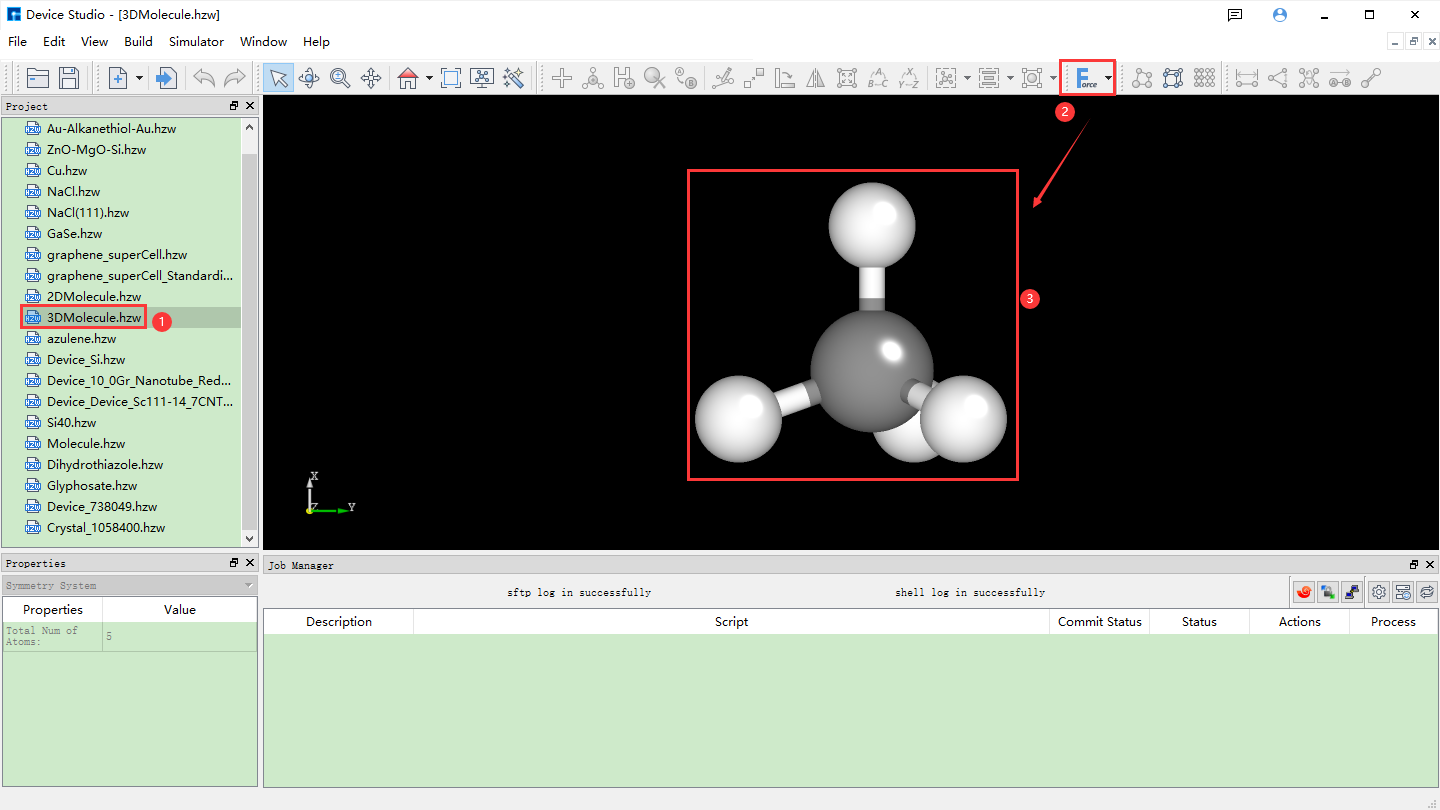 Device Studio - [3DMolecule.hzw]
File Edit View Build Simulator Window Help
Force
Project
Au-Alkanethiol-Au.hzw
ZnO-MgO-Si.hzw
Cu.hzw
NaCl.hzw
NaCl(111).hzw
GaSe.hzw
graphene_superCell.hzw
graphene_superCell_Standardi...
2DMolecule.hzw
3DMolecule.hzw
azulene.hzw
Device_Si.hzw
Device_10_0Gr_Nanotube_Red...
Device_Device_Sc111-14_7CNT...
Si40.hzw
Molecule.hzw
Dihydrothiazole.hzw
Glyphosate.hzw
Device_738049.hzw
Crystal_1058400.hzw
1
2
3
X
Z Y
Properties
Symmetry System
Properties Value
Total Num of Atoms: 5
Job Manager
sftp log in successfully shell log in successfully
Description Script Commit Status Status Actions Process